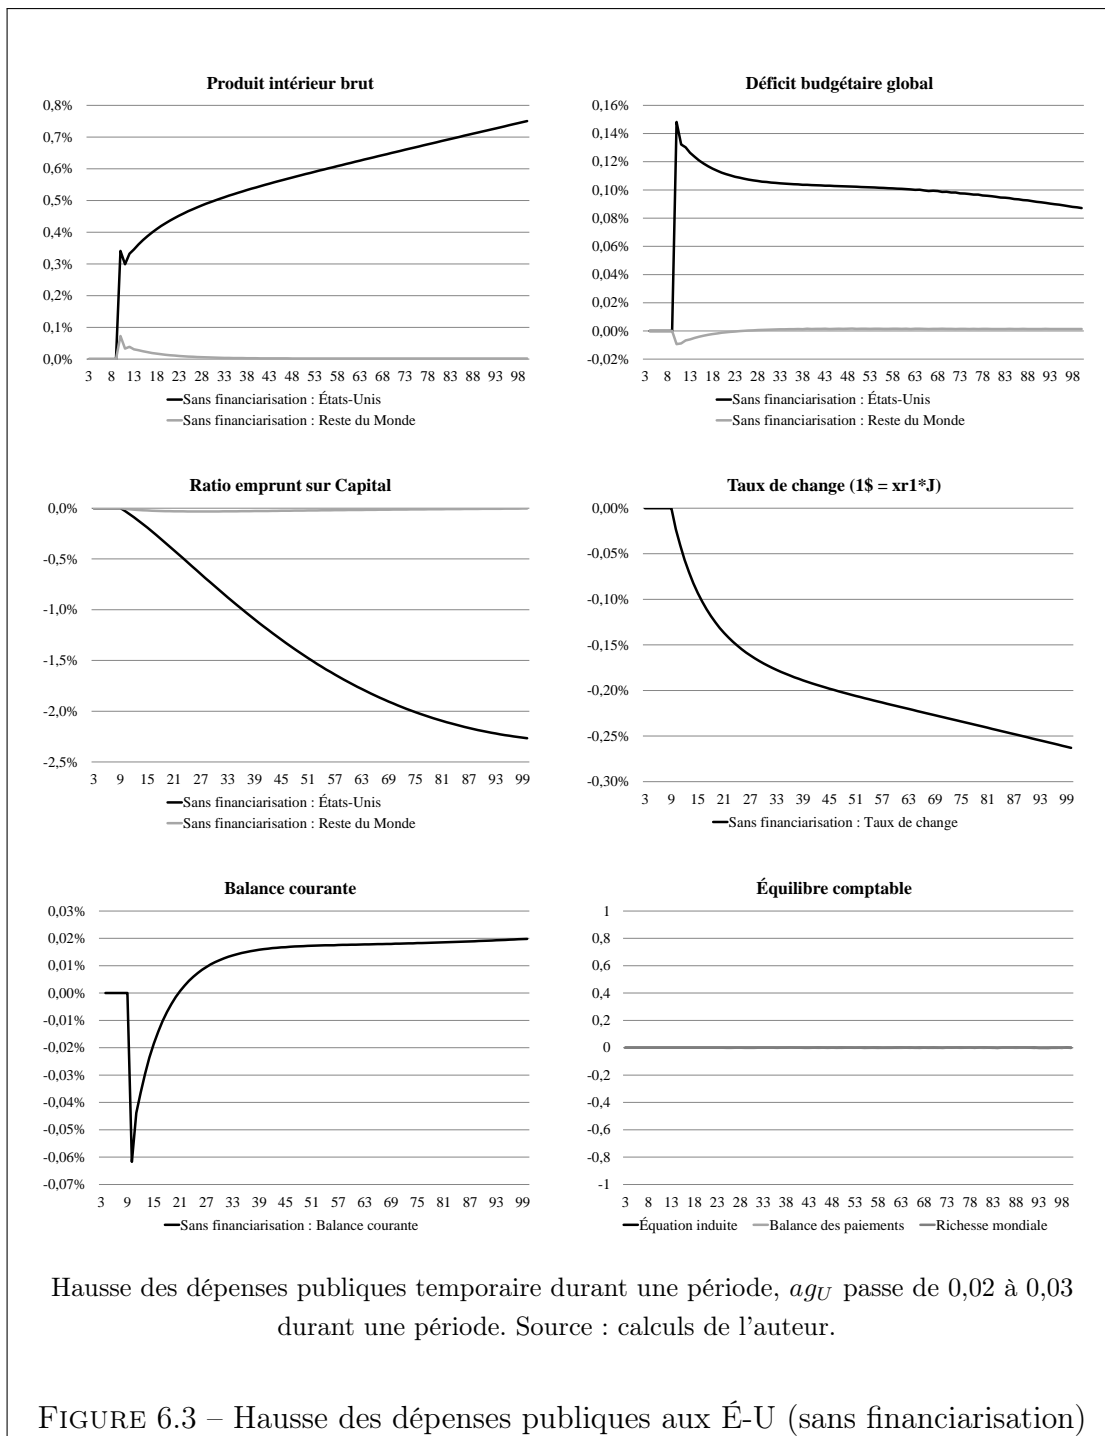 Produit intérieur brut
0,8%
0,7%
0,6%
0,5%
0,4%
0,3%
0,2%
0,1%
0,0%
3 8 13 18 23 28 33 38 43 48 53 58 63 68 73 78 83 88 93 98
Sans financiarisation : États-Unis
Sans financiarisation : Reste du Monde
Déficit budgétaire global
0,16%
0,14%
0,12%
0,10%
0,08%
0,06%
0,04%
0,02%
0,00%
-0,02%
3 8 13 18 23 28 33 38 43 48 53 58 63 68 73 78 83 88 93 98
Sans financiarisation : États-Unis
Sans financiarisation : Reste du Monde
Ratio emprunt sur Capital
0,0%
-0,5%
-1,0%
-1,5%
-2,0%
-2,5%
3 9 15 21 27 33 39 45 51 57 63 69 75 81 87 93 99
Sans financiarisation : États-Unis
Sans financiarisation : Reste du Monde
Taux de change (1$ = xr1*J)
0,00%
-0,05%
-0,10%
-0,15%
-0,20%
-0,25%
-0,30%
3 9 15 21 27 33 39 45 51 57 63 69 75 81 87 93 99
Sans financiarisation : Taux de change
Balance courante
0,03%
0,02%
0,01%
0,00%
-0,01%
-0,02%
-0,03%
-0,04%
-0,05%
-0,06%
-0,07%
3 9 15 21 27 33 39 45 51 57 63 69 75 81 87 93 99
Sans financiarisation : Balance courante
Équilibre comptable
1
0,8
0,6
0,4
0,2
0
-0,2
-0,4
-0,6
-0,8
-1
3 8 13 18 23 28 33 38 43 48 53 58 63 68 73 78 83 88 93 98
Équation induite Balance des paiements Richesse mondiale
Hausse des dépenses publiques temporaire durant une période, ag_U passe de 0,02 à 0,03
durant une période. Source : calculs de l'auteur.
FIGURE 6.3 – Hausse des dépenses publiques aux É-U (sans financiarisation)